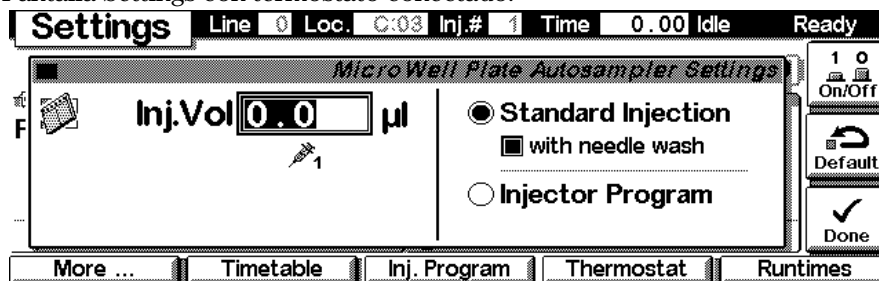 Pantalla Settings con termostato conectado.
Settings Line 0 Loc. C:03 Inj.# 1 Time 0.00 Idle Ready
MicroWell Plate Autosampler Settings
1 0
On/Off
F
Inj.Vol 0.0 µl
1
Standard Injection
with needle wash
Injector Program
Default
Done
More ... Timetable Inj. Program Thermostat Runtimes